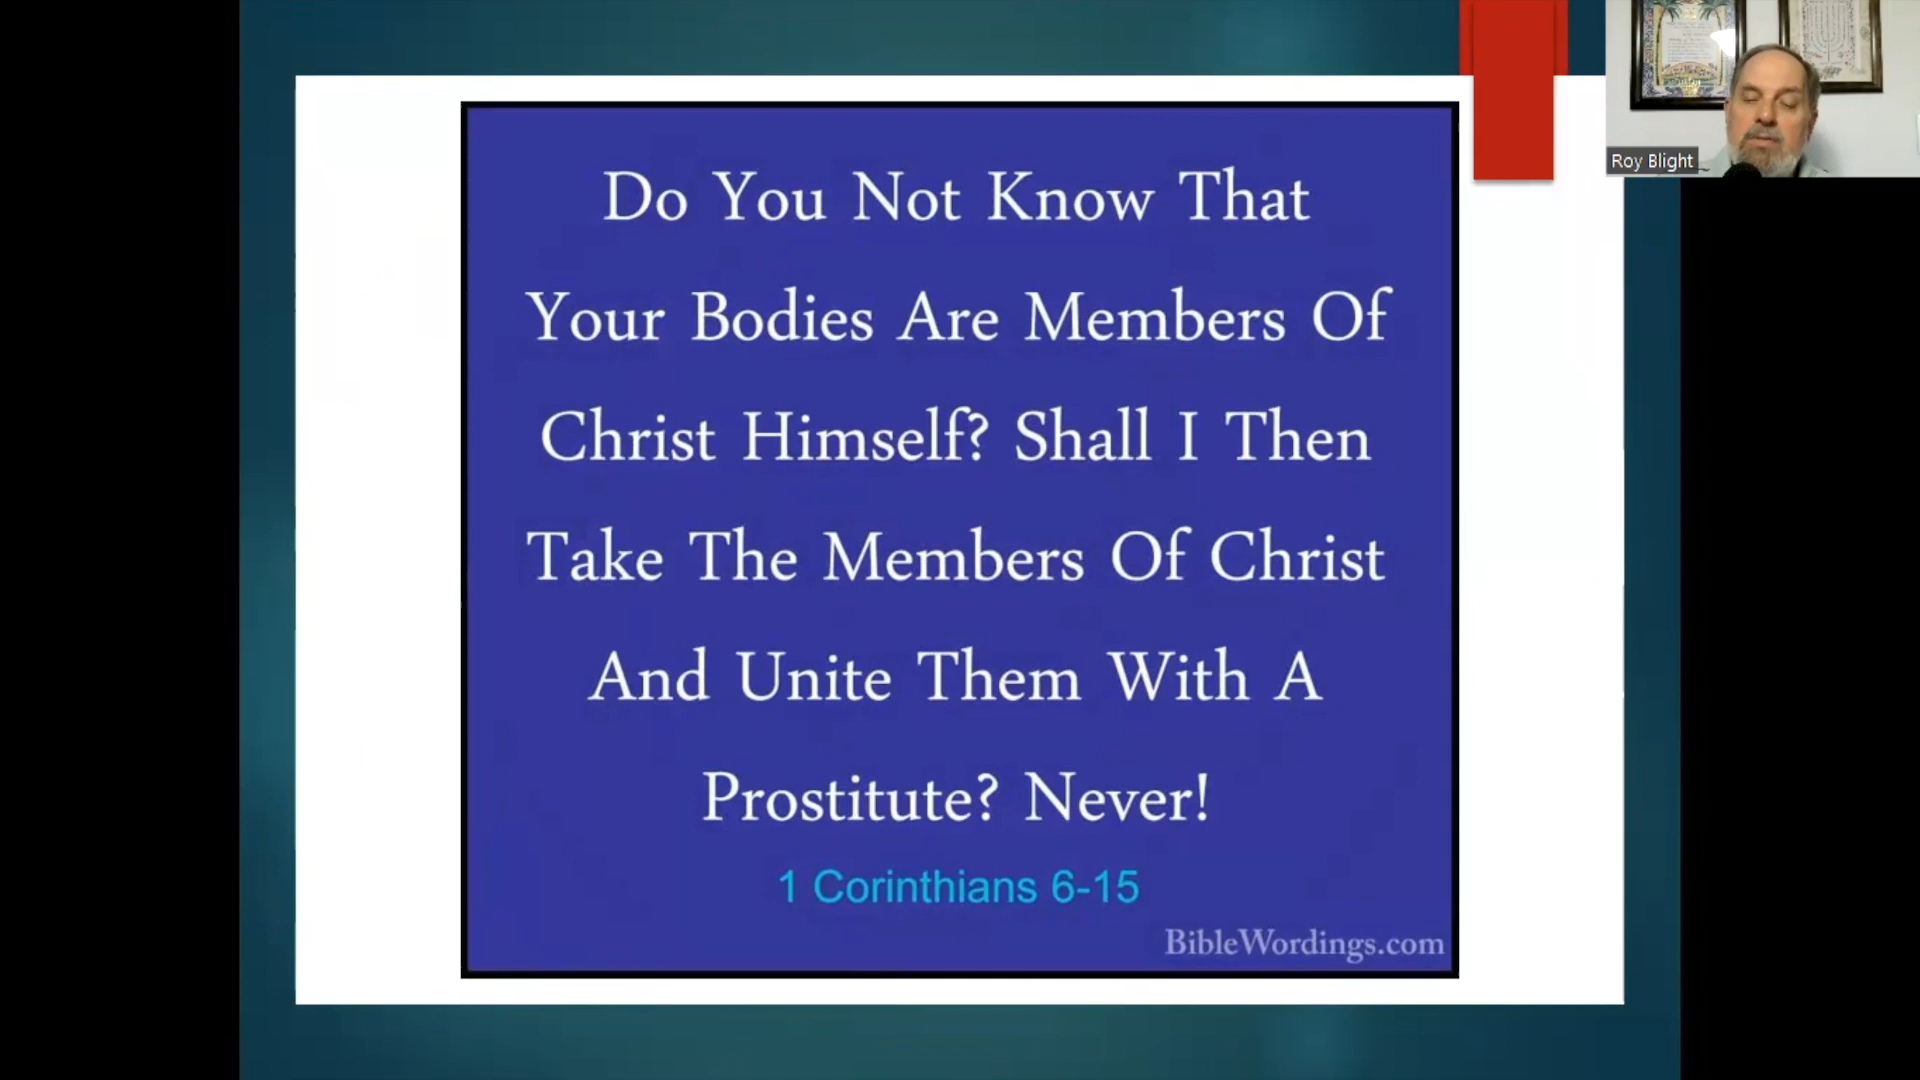 Do You Not Know That
Your Bodies Are Members Of
Christ Himself? Shall I Then
Take The Members Of Christ
And Unite Them With A
Prostitute? Never!
1 Corinthians 6-15
BibleWordings.com
Roy Blight